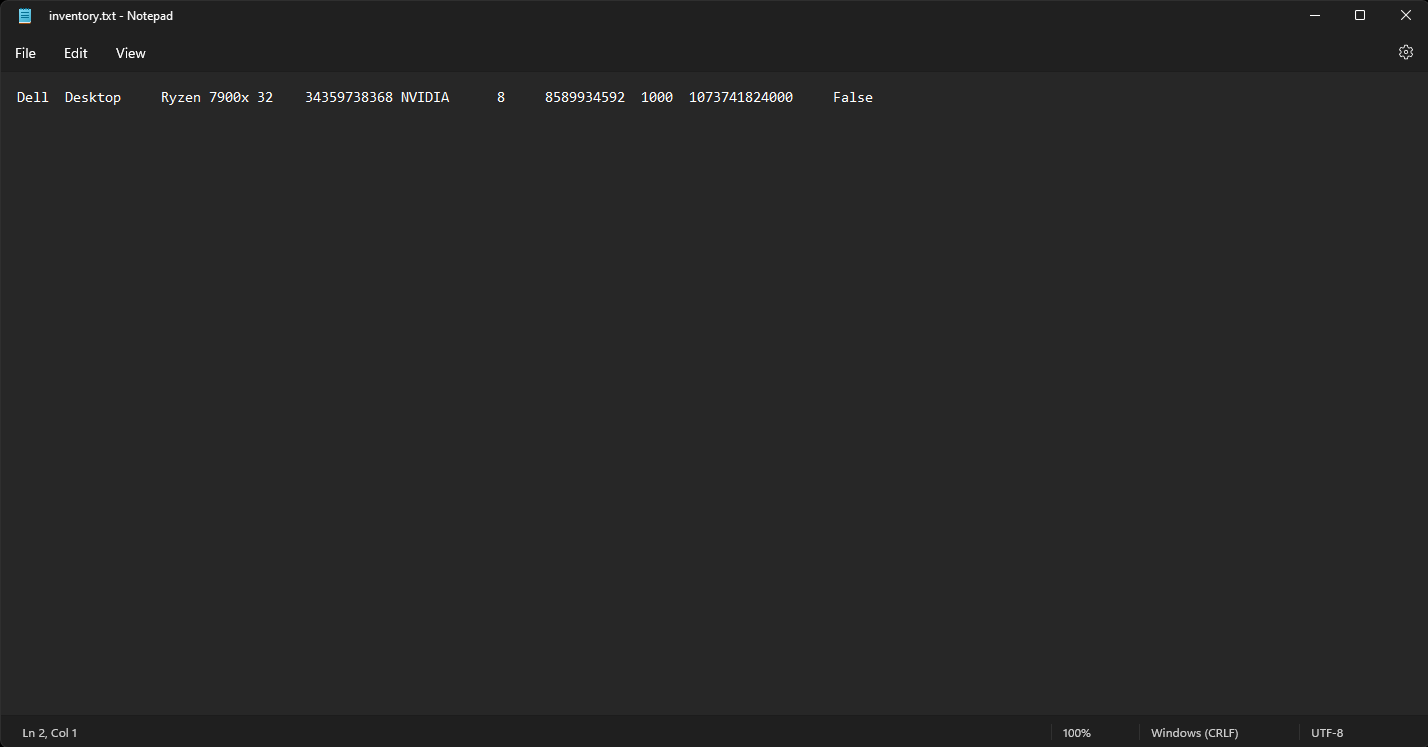 inventory.txt - Notepad
File Edit View
Dell Desktop Ryzen 7900x 32 34359738368 NVIDIA 8 8589934592 1000 1073741824000 False
Ln 2, Col 1 100% Windows (CRLF) UTF-8